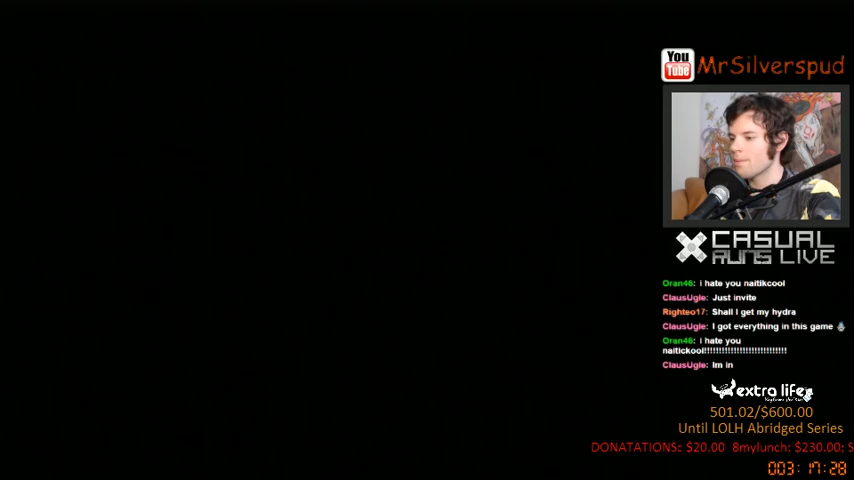 You
Tube
MrSilverspud
CASUAL
RUNS LIVE
Oran46: i hate you naitikcool
ClausUgle: Just invite
Righteo17: Shall I get my hydra
ClausUgle: I got everything in this game
Oran46: i hate you
naitickool!!!!!!!!!!!!!!!!!!!!!!!!!!!!
ClausUgle: Im in
extra life
501.02/$600.00
Until LOLH Abridged Series
DONATATIONS: $20.00 8mylunch: $230.00; S
003:17:28